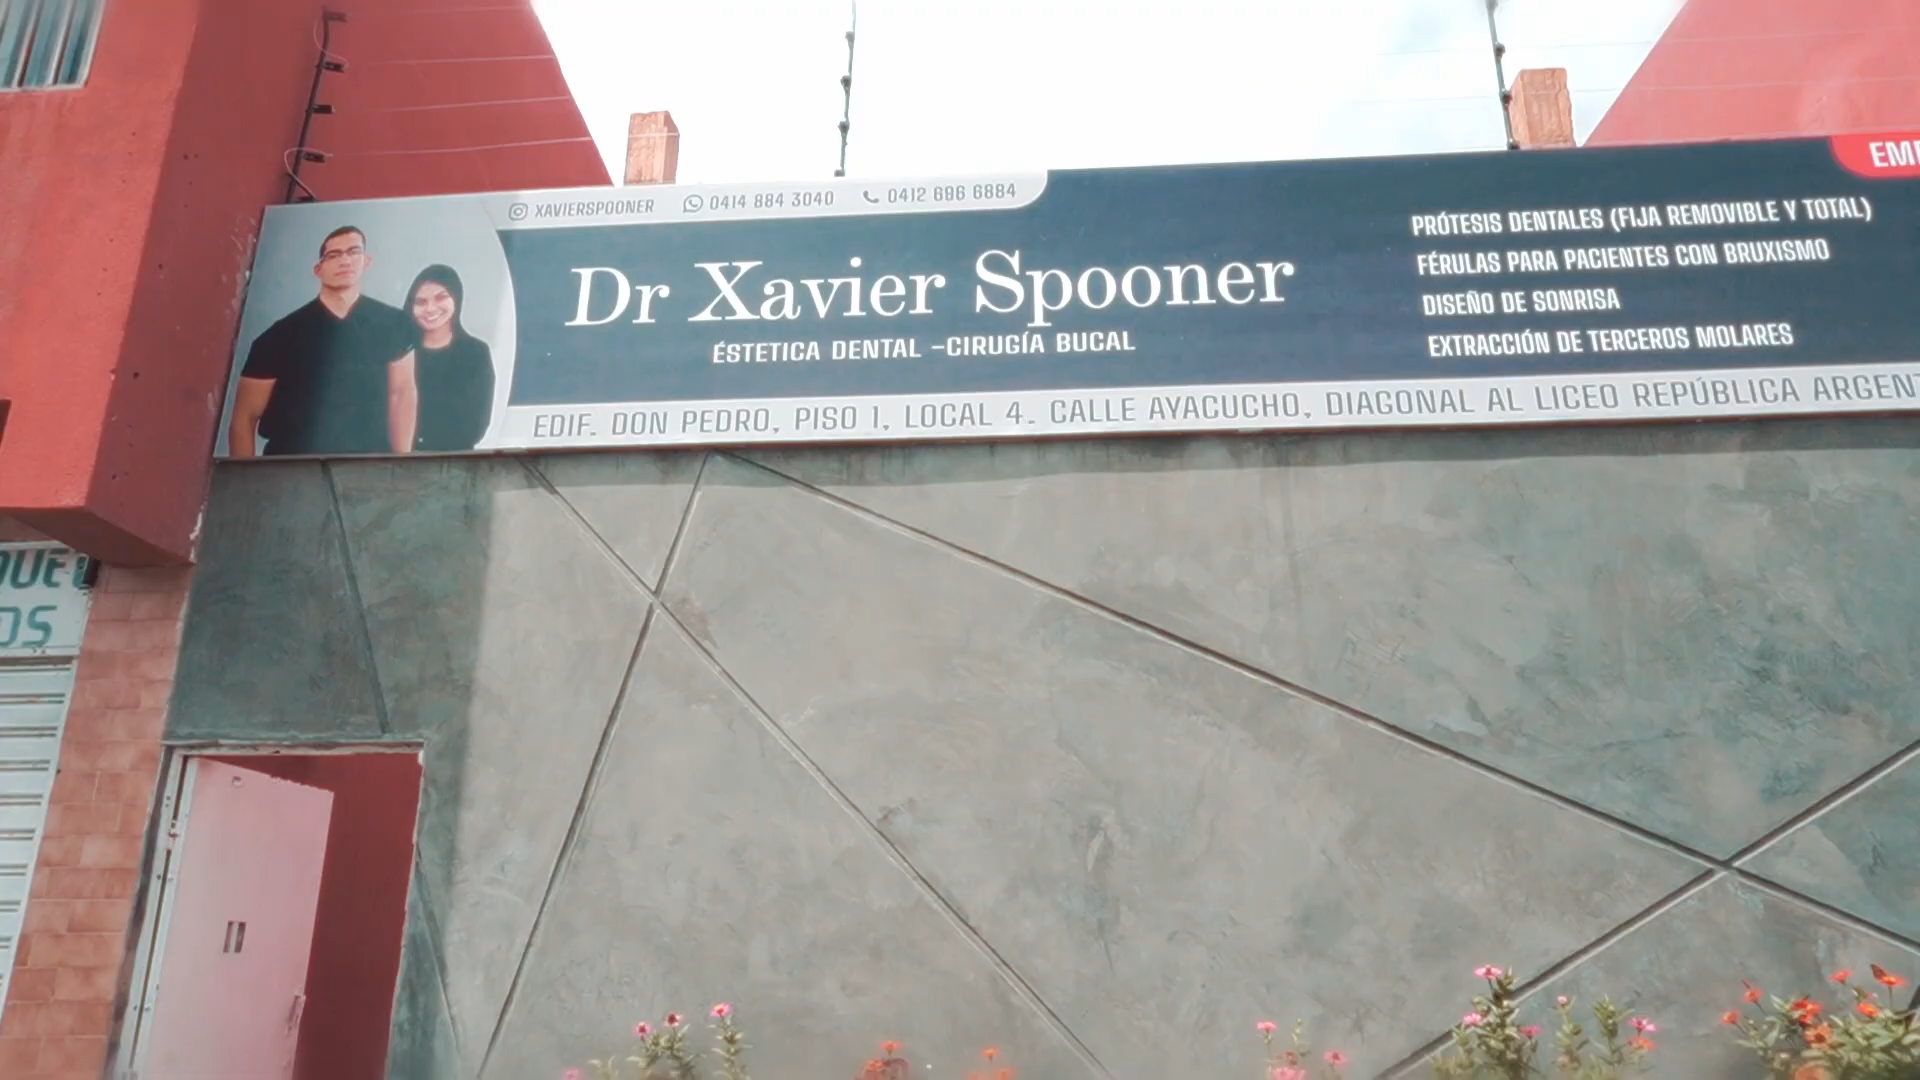 XAVIERSPOONER 0414 884 3040 0412 696 6884
Dr Xavier Spooner
ÉSTETICA DENTAL -CIRUGÍA BUCAL
PRÓTESIS DENTALES (FIJA REMOVIBLE Y TOTAL)
FÉRULAS PARA PACIENTES CON BRUXISMO
DISEÑO DE SONRISA
EXTRACCIÓN DE TERCEROS MOLARES
EDIF. DON PEDRO, PISO 1, LOCAL 4. CALLE AYACUCHO, DIAGONAL AL LICEO REPÚBLICA